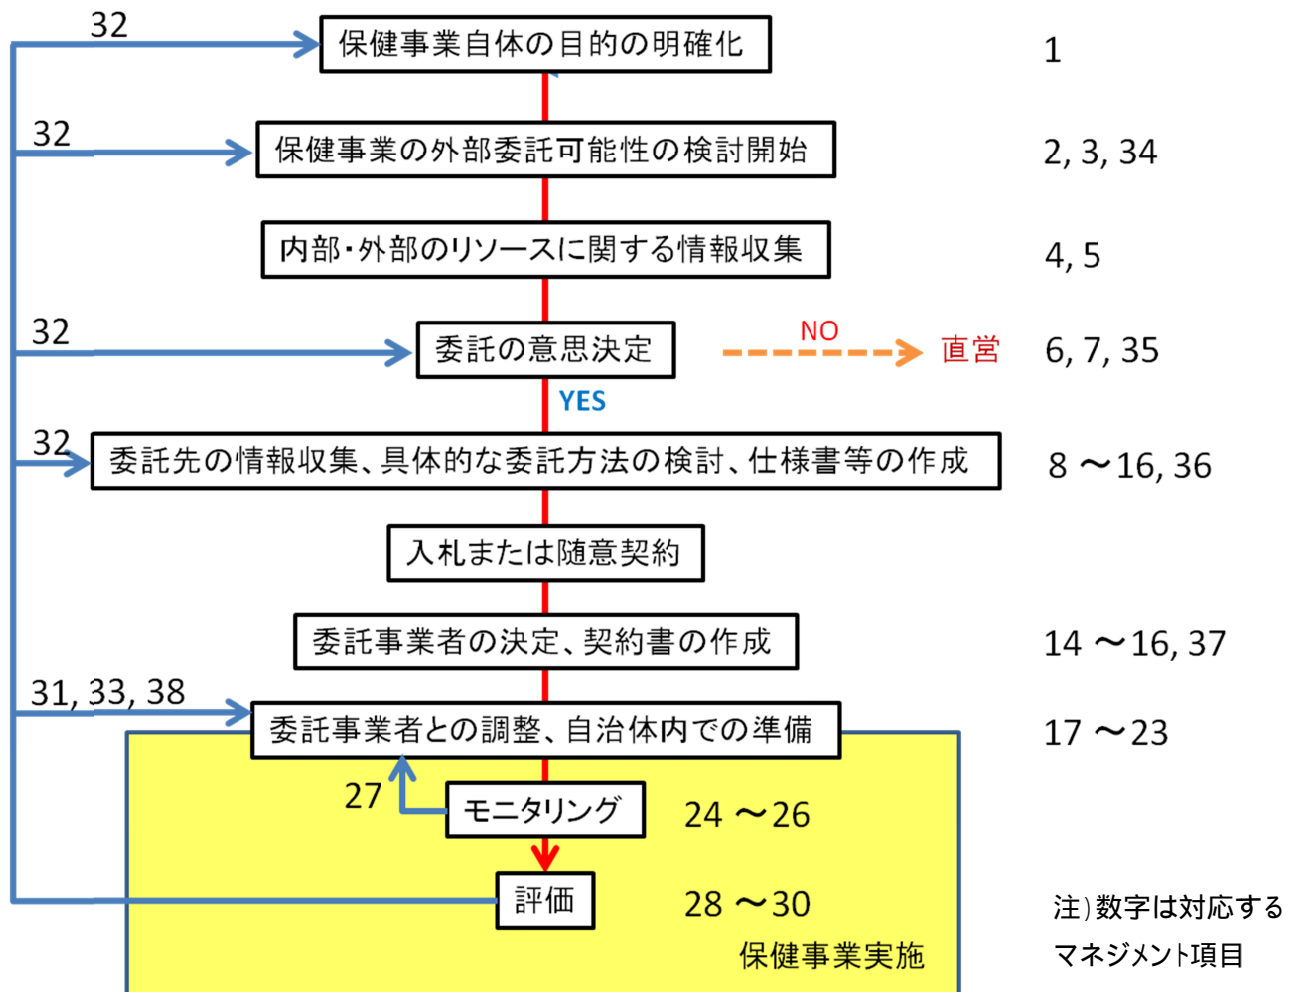 32
保健事業自体の目的の明確化
1
32
保健事業の外部委託可能性の検討開始
2, 3, 34
内部・外部のリソースに関する情報収集
4, 5
32
委託の意思決定
NO
直営
6, 7, 35
YES
32
委託先の情報収集、具体的な委託方法の検討、仕様書等の作成
8 ～16, 36
入札または随意契約
委託事業者の決定、契約書の作成
14 ～16, 37
31, 33, 38
委託事業者との調整、自治体内での準備
17 ～23
27
モニタリング
24 ～26
評価
28 ～30
保健事業実施
注)数字は対応する
マネジメント項目